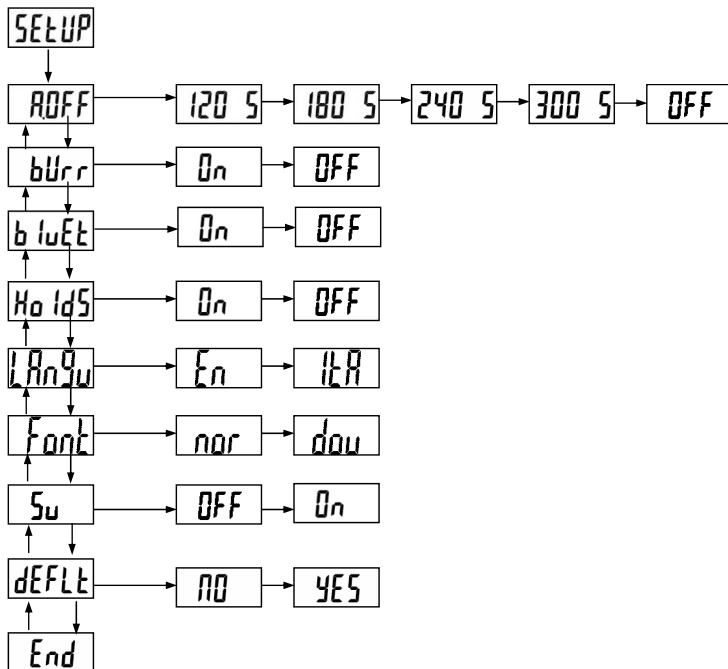 SEtUP
A.OFF 120 S 180 S 240 S 300 S OFF
bUrr On OFF
bluEt On OFF
HoldS On OFF
LAngu En ItA
Font nor dou
Su OFF On
dEFLt NO YES
End